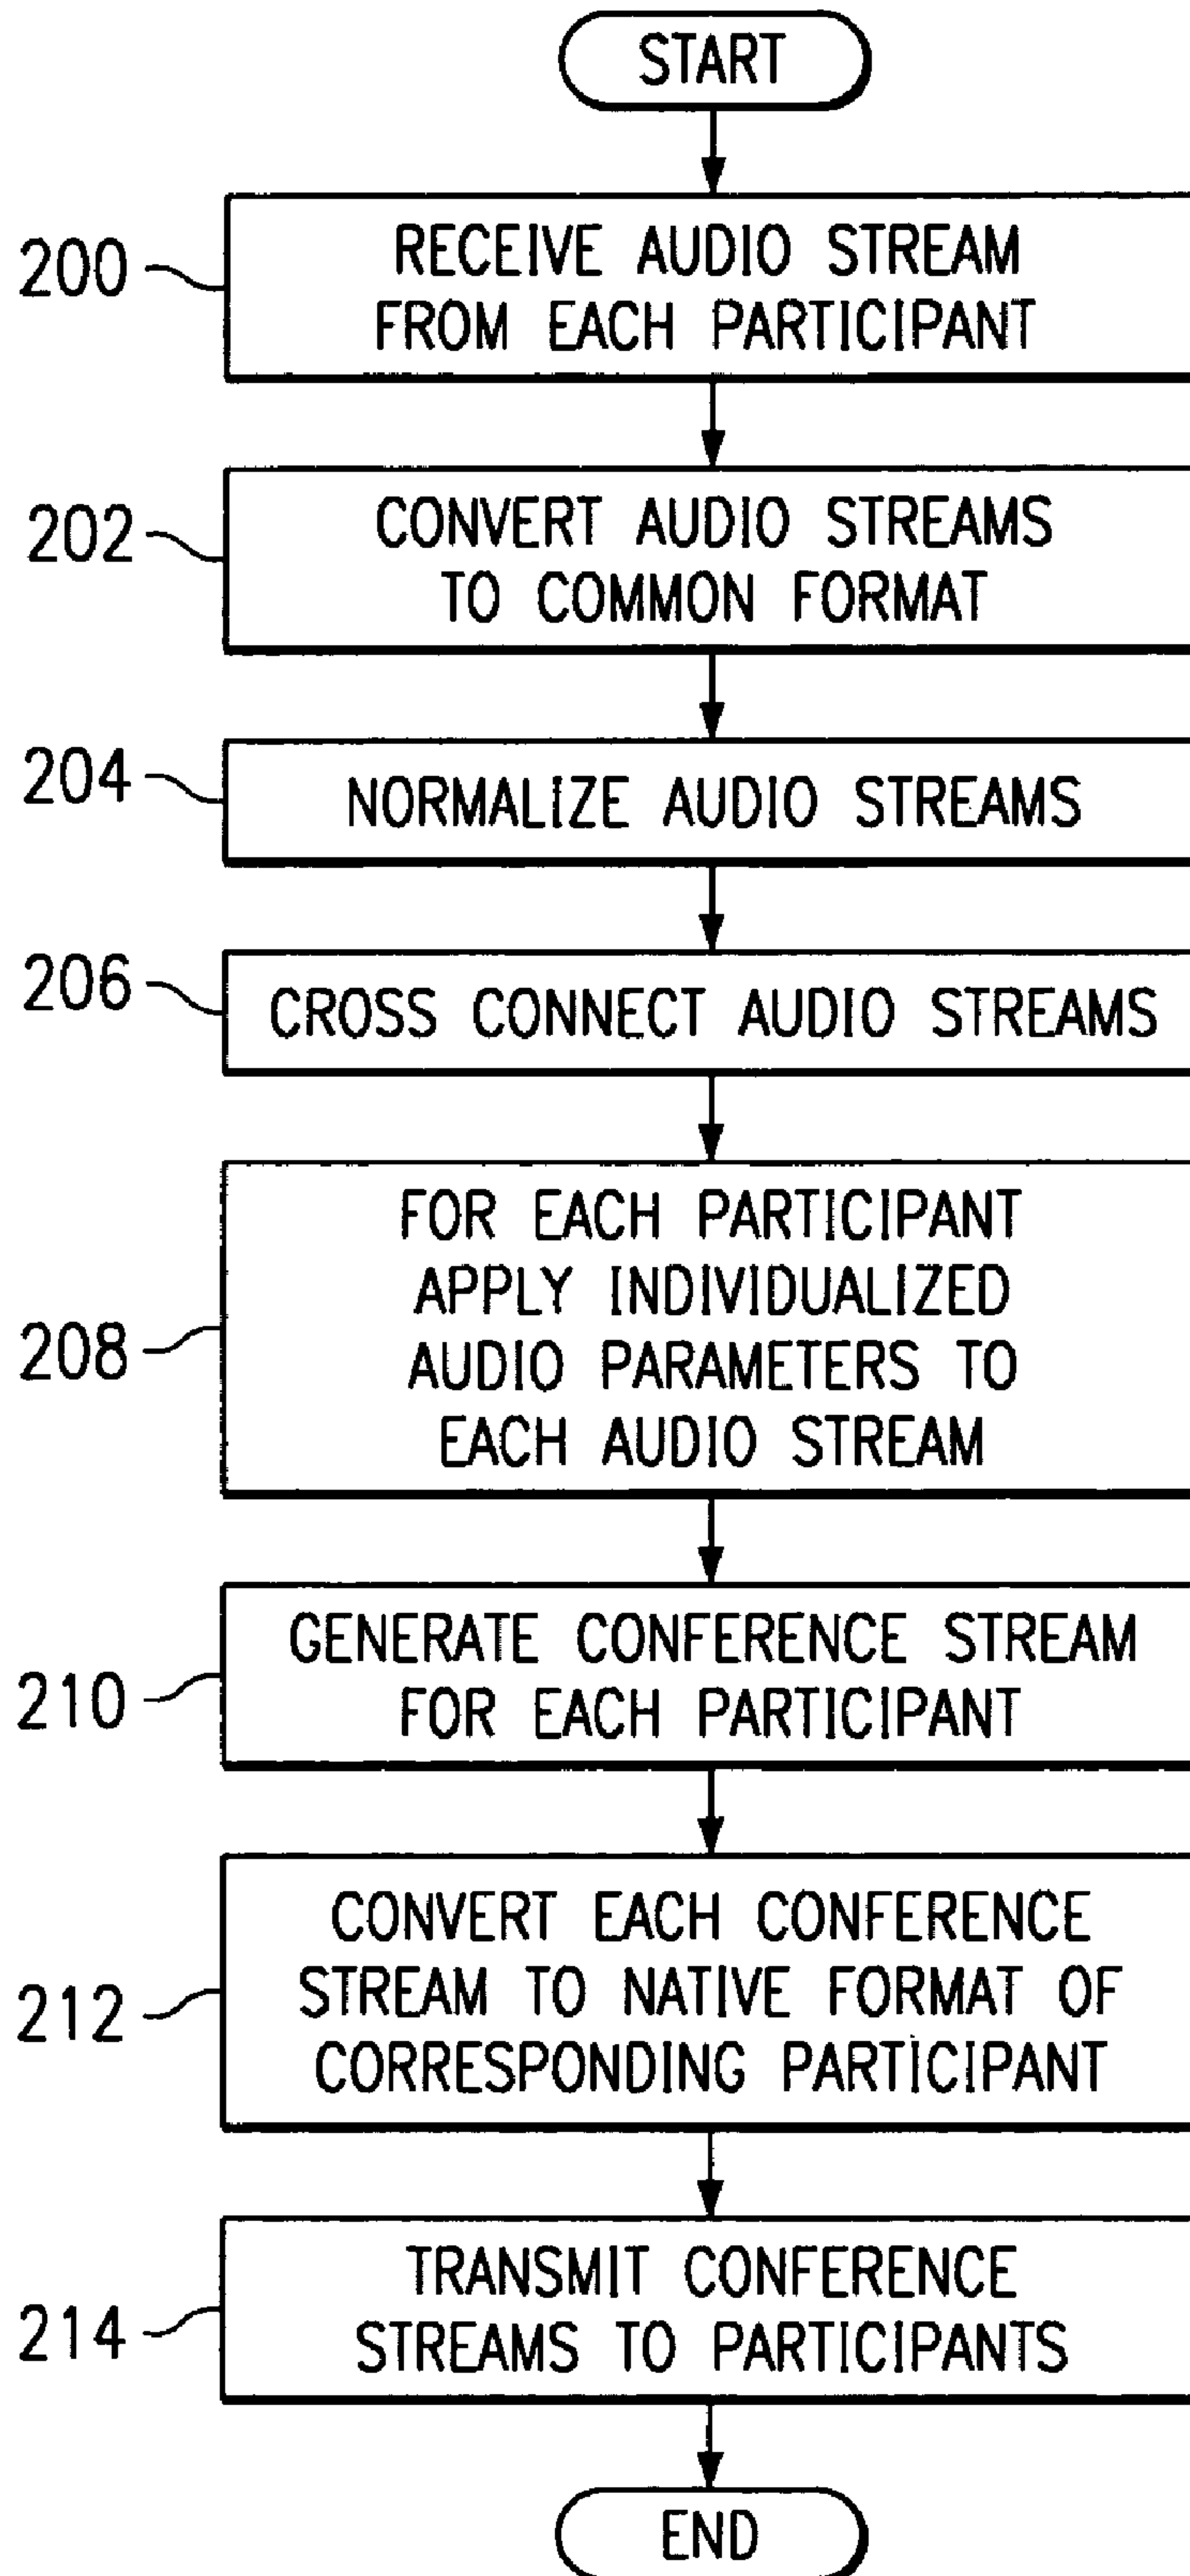 START
200
RECEIVE AUDIO STREAM
FROM EACH PARTICIPANT
202
CONVERT AUDIO STREAMS
TO COMMON FORMAT
204
NORMALIZE AUDIO STREAMS
206
CROSS CONNECT AUDIO STREAMS
208
FOR EACH PARTICIPANT
APPLY INDIVIDUALIZED
AUDIO PARAMETERS TO
EACH AUDIO STREAM
210
GENERATE CONFERENCE STREAM
FOR EACH PARTICIPANT
212
CONVERT EACH CONFERENCE
STREAM TO NATIVE FORMAT OF
CORRESPONDING PARTICIPANT
214
TRANSMIT CONFERENCE
STREAMS TO PARTICIPANTS
END